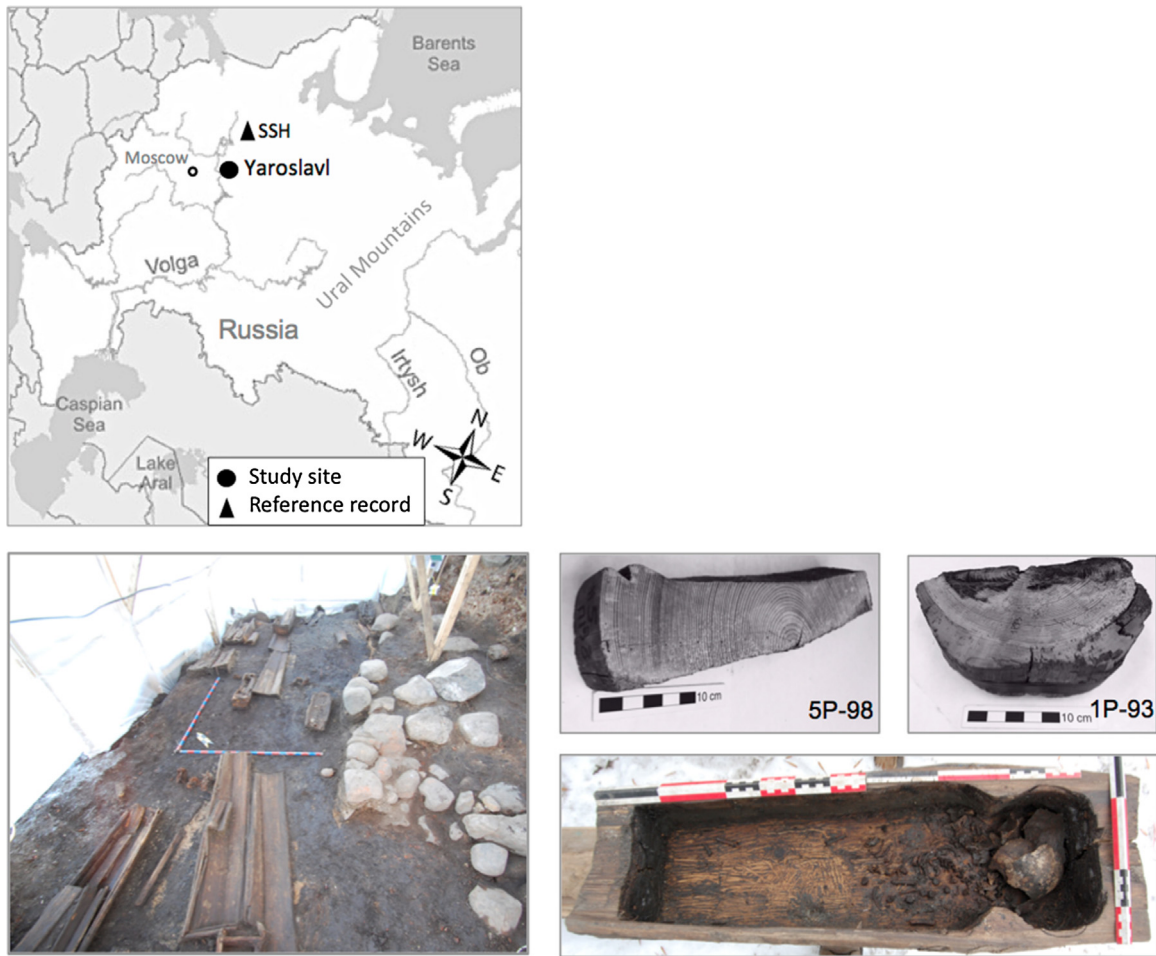 Barents
Sea
SSH
Moscow
Yaroslavl
Ural Mountains
Volga
Russia
Ob
Irtysh
Caspian
Sea
N
W
E
S
Lake
Aral
Study site
Reference record
10 cm
5P-98
10 cm
1P-93